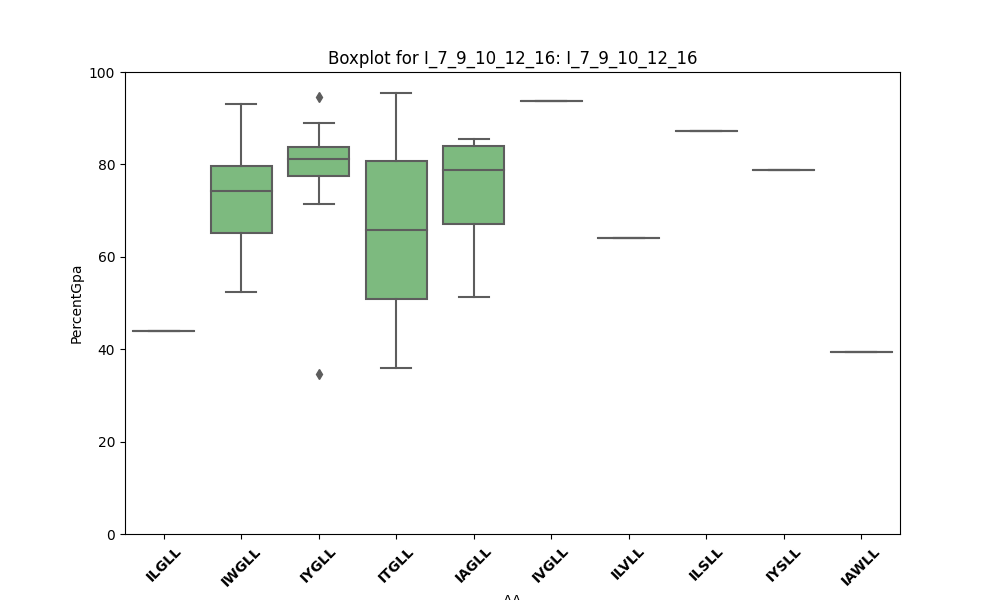 Boxplot for I_7_9_10_12_16: I_7_9_10_12_16
PercentGpa
100
80
60
40
20
0
ILGLL
IWGLL
IYGLL
ITGLL
IAGLL
IVGLL
ILVLL
ILSLL
IYSLL
IAWLL
AA